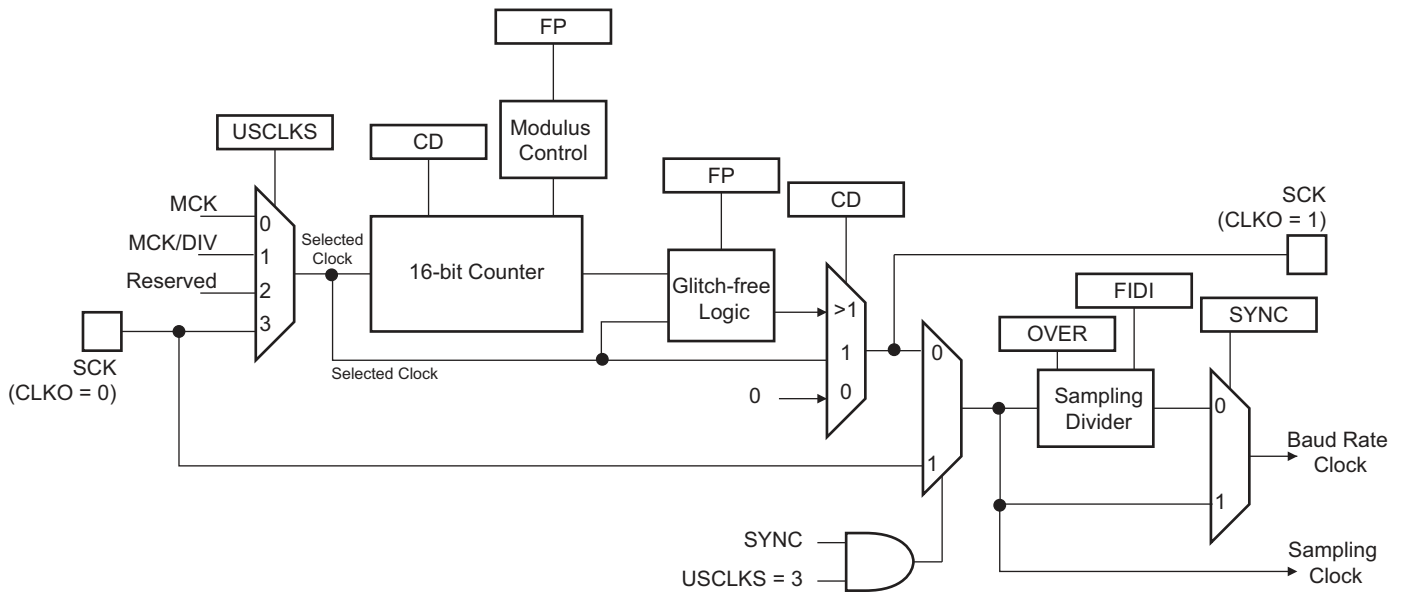 FP
USCLKS
CD
Modulus
Control
FP
CD
SCK
(CLKO = 1)
MCK
0
MCK/DIV
1
Reserved
2
3
Selected
Clock
16-bit Counter
Glitch-free
Logic
>1
1
0
0
Selected Clock
SCK
(CLKO = 0)
FIDI
OVER
SYNC
0
1
Sampling
Divider
0
1
Baud Rate
Clock
SYNC
USCLKS = 3
Sampling
Clock